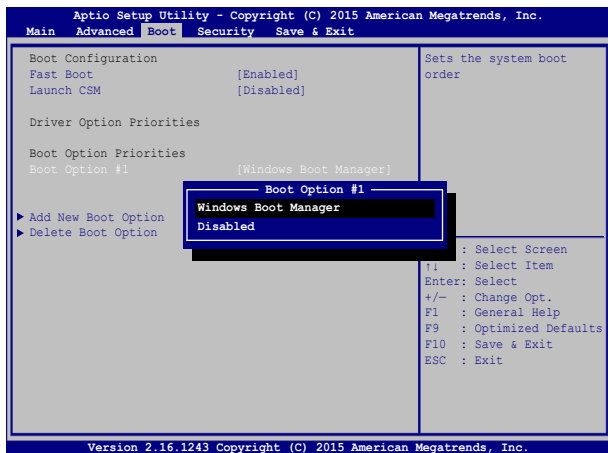 Aptio Setup Utility - Copyright (C) 2015 American Megatrends, Inc.
Main Advanced Boot Security Save & Exit
Boot Configuration
Fast Boot [Enabled]
Launch CSM [Disabled]
Driver Option Priorities
Boot Option Priorities
Boot Option #1 [Windows Boot Manager]
Add New Boot Option
Delete Boot Option
Boot Option #1
Windows Boot Manager
Disabled
Sets the system boot
order
: Select Screen
↑↓ : Select Item
Enter: Select
+/— : Change Opt.
F1 : General Help
F9 : Optimized Defaults
F10 : Save & Exit
ESC : Exit
Version 2.16.1243 Copyright (C) 2015 American Megatrends, Inc.